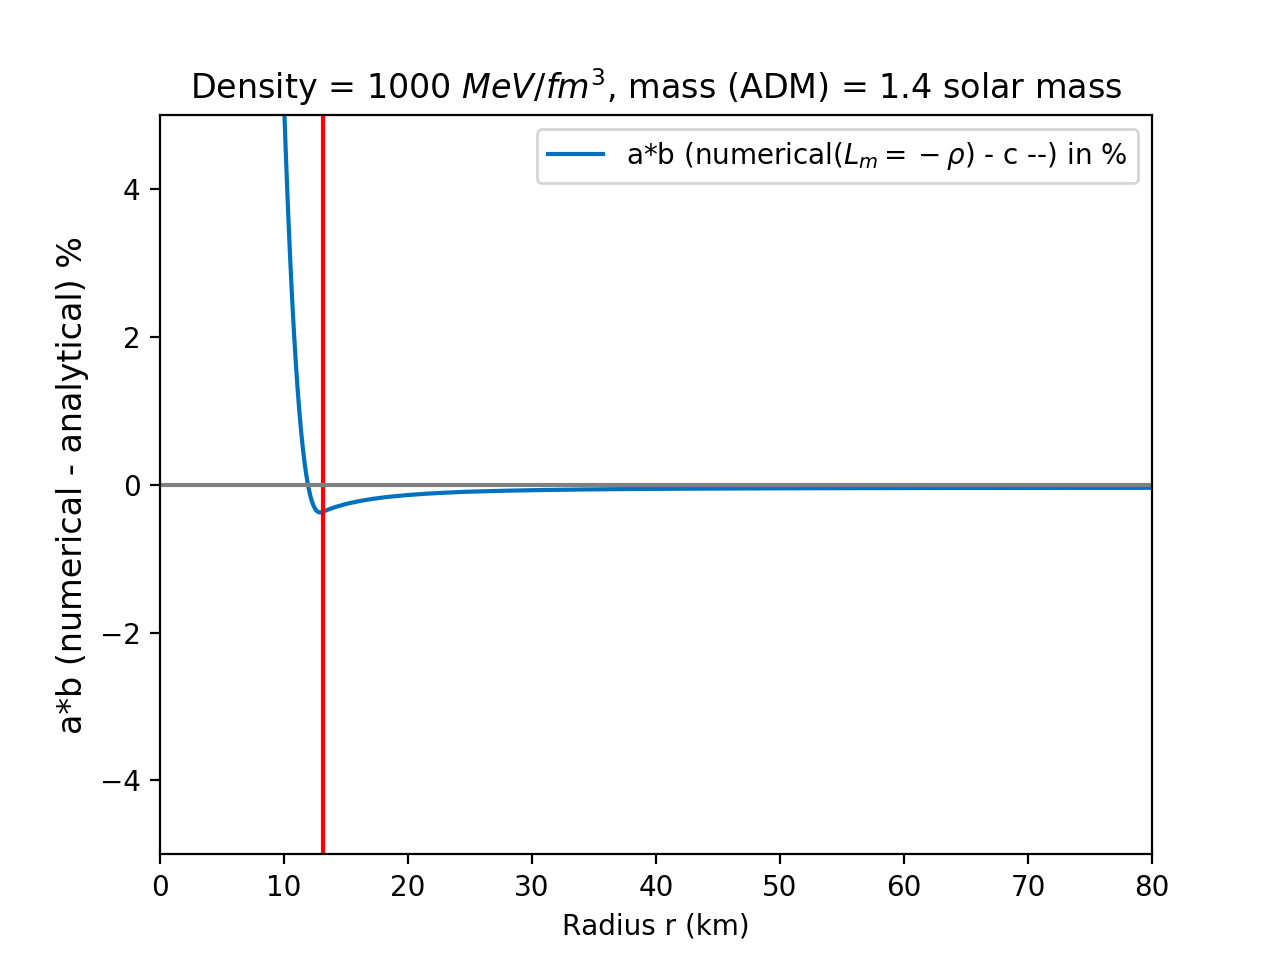 Density = 1000 MeV/fm³, mass (ADM) = 1.4 solar mass
a*b (numerical(Lₘ = − ρ) - c --) in %
a*b (numerical - analytical) %
4
2
0
−2
−4
0 10 20 30 40 50 60 70 80
Radius r (km)